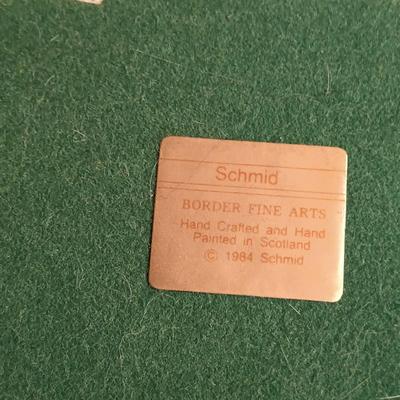 Schmid
BORDER FINE ARTS
Hand Crafted and Hand
Painted in Scotland
© 1984 Schmid